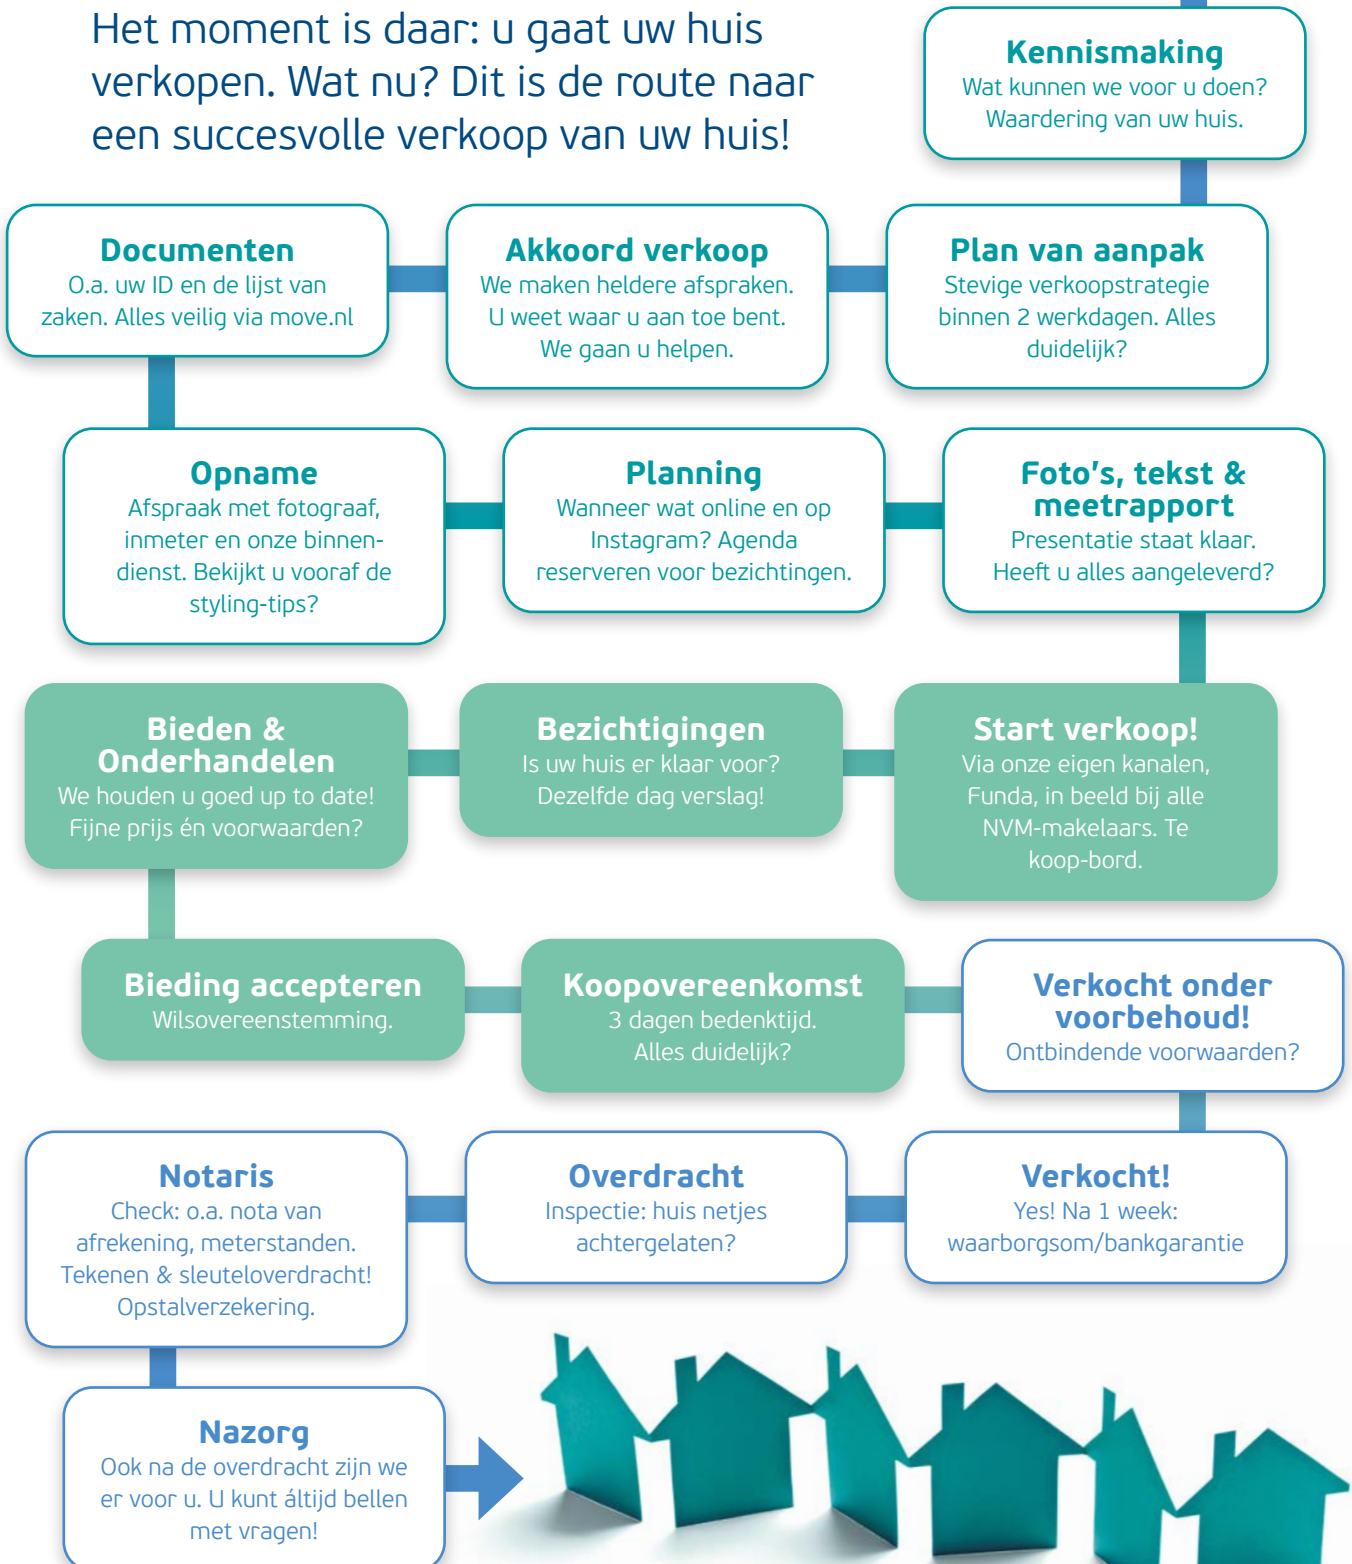 Het moment is daar: u gaat uw huis
verkopen. Wat nu? Dit is de route naar
een succesvolle verkoop van uw huis!
Kennismaking
Wat kunnen we voor u doen?
Waardering van uw huis.
Plan van aanpak
Stevige verkoopstrategie
binnen 2 werkdagen. Alles
duidelijk?
Akkoord verkoop
We maken heldere afspraken.
U weet waar u aan toe bent.
We gaan u helpen.
Documenten
O.a. uw ID en de lijst van
zaken. Alles veilig via move.nl
Opname
Afspraak met fotograaf,
inmeter en onze binnen-
dienst. Bekijkt u vooraf de
styling-tips?
Planning
Wanneer wat online en op
Instagram? Agenda
reserveren voor bezichtingen.
Foto's, tekst &
meetrapport
Presentatie staat klaar.
Heeft u alles aangeleverd?
Start verkoop!
Via onze eigen kanalen,
Funda, in beeld bij alle
NVM-makelaars. Te
koop-bord.
Bezichtigingen
Is uw huis er klaar voor?
Dezelfde dag verslag!
Bieden &
Onderhandelen
We houden u goed up to date!
Fijne prijs én voorwaarden?
Bieding accepteren
Wilsovereenstemming.
Koopovereenkomst
3 dagen bedenktijd.
Alles duidelijk?
Verkocht onder
voorbehoud!
Ontbindende voorwaarden?
Verkocht!
Yes! Na 1 week:
waarborgsom/bankgarantie
Overdracht
Inspectie: huis netjes
achtergelaten?
Notaris
Check: o.a. nota van
afrekening, meterstanden.
Tekenen & sleuteloverdracht!
Opstalverzekering.
Nazorg
Ook na de overdracht zijn we
er voor u. U kunt áltijd bellen
met vragen!